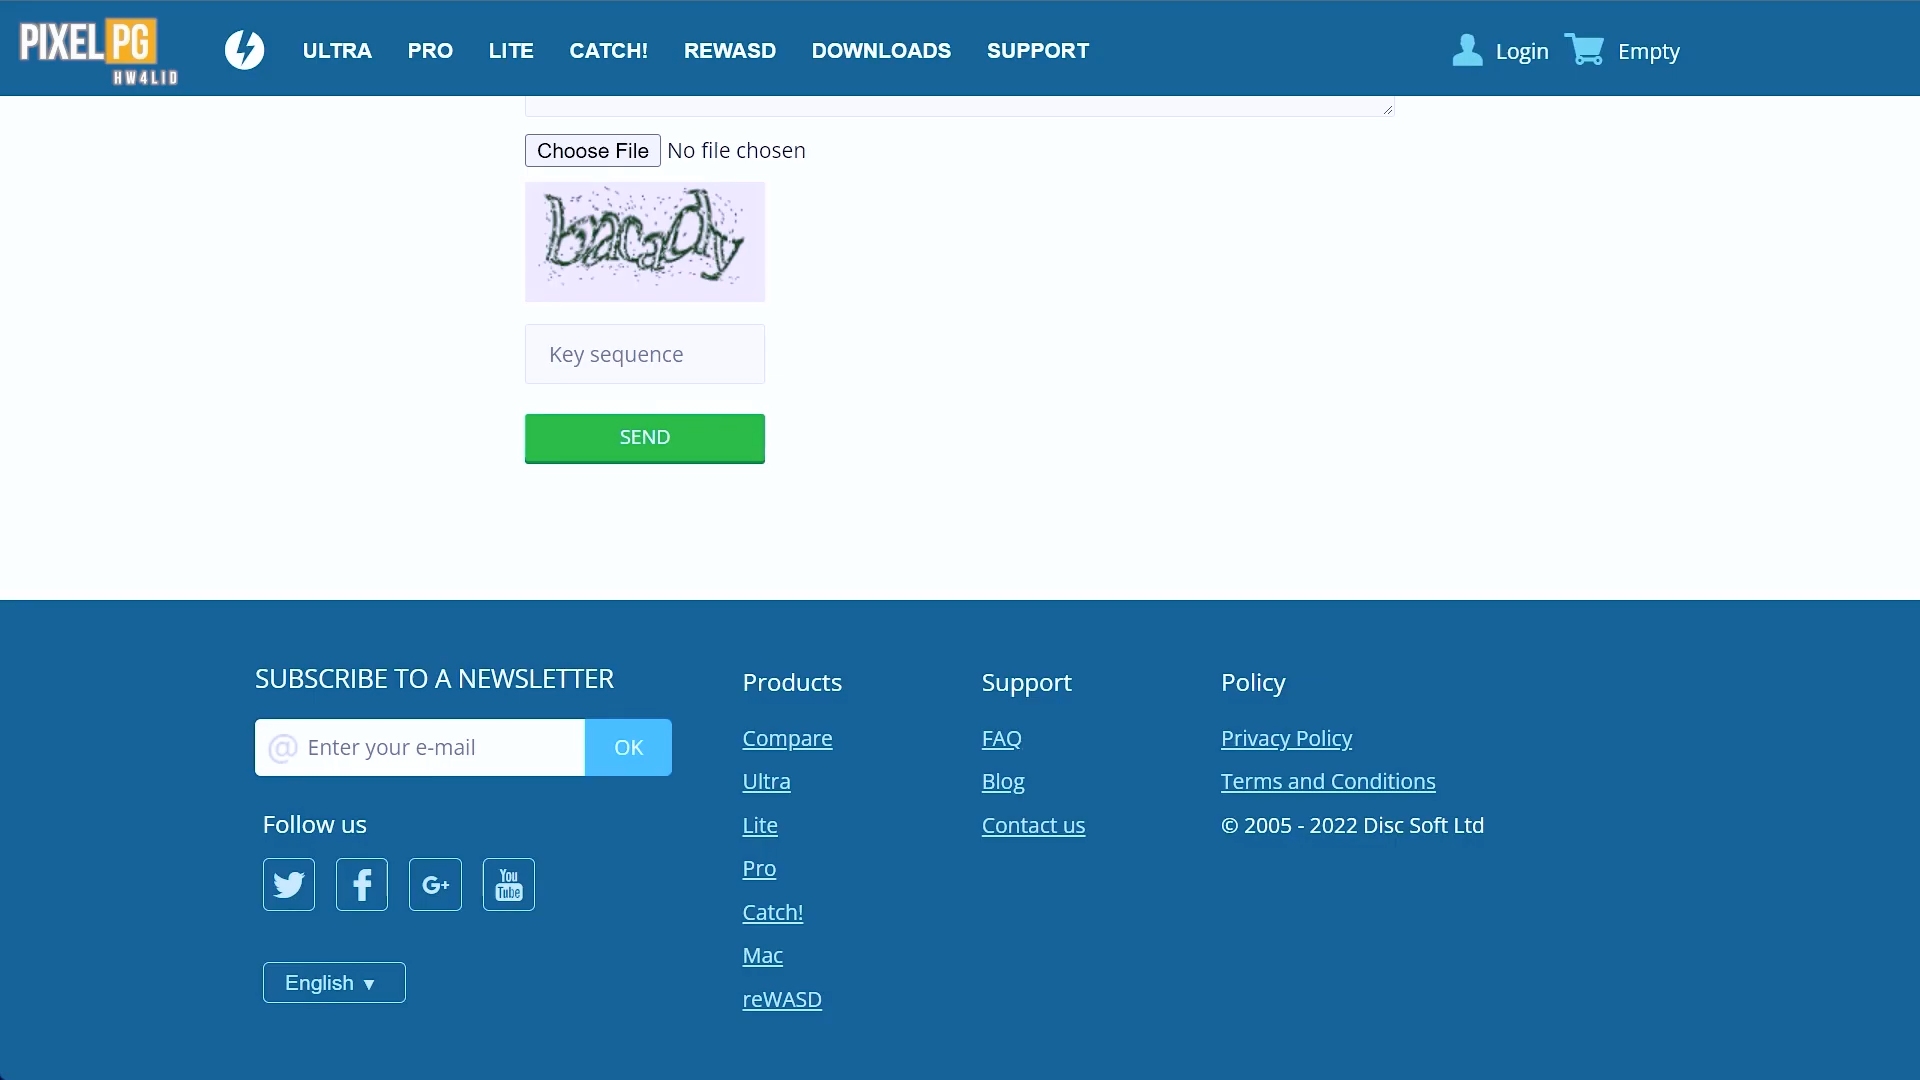 PIXEL PG
HW4LID
ULTRA PRO LITE CATCH! REWASD DOWNLOADS SUPPORT
Login Empty
Choose File No file chosen
Key sequence
SEND
SUBSCRIBE TO A NEWSLETTER
@ Enter your e-mail OK
Follow us
You Tube
G+
English ▼
Products
Compare
Ultra
Lite
Pro
Catch!
Mac
reWASD
Support
FAQ
Blog
Contact us
Policy
Privacy Policy
Terms and Conditions
© 2005 - 2022 Disc Soft Ltd